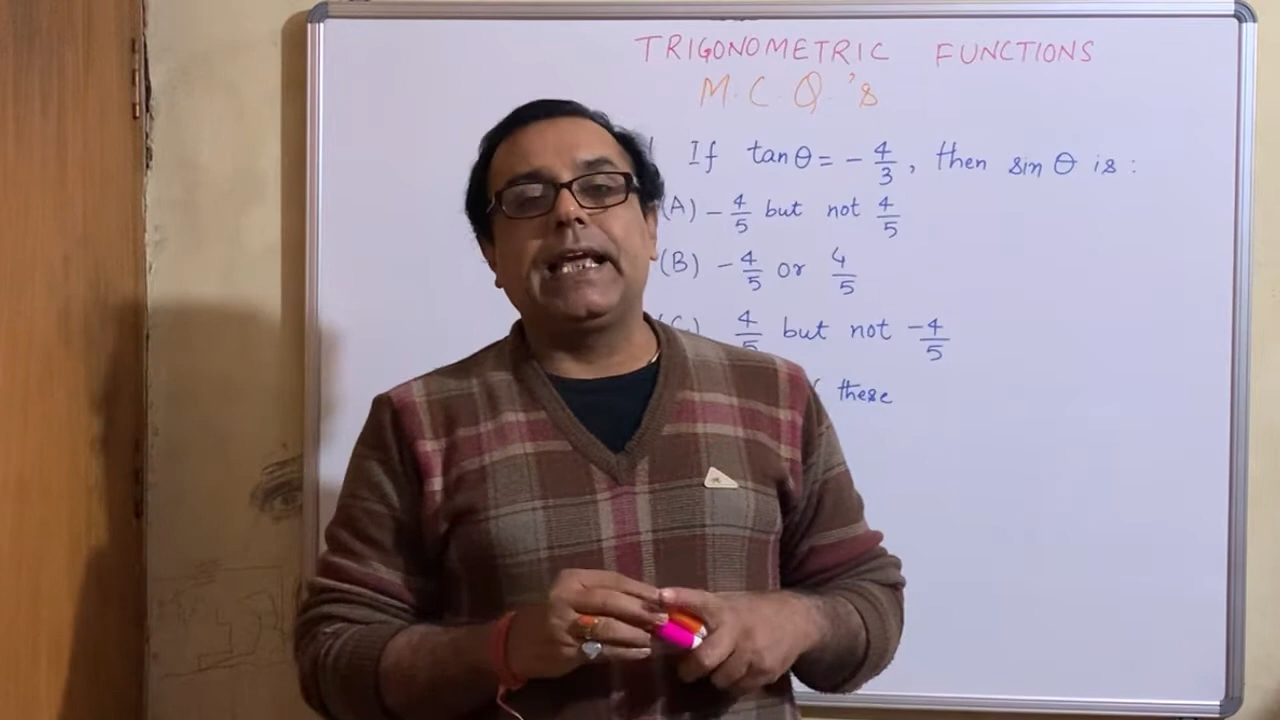 TRIGONOMETRIC FUNCTIONS
M.C.Q.'s
If tanθ = -4/3, then sin θ is :
(A) -4/5 but not 4/5
(B) -4/5 or 4/5
(C) 4/5 but not -4/5
these